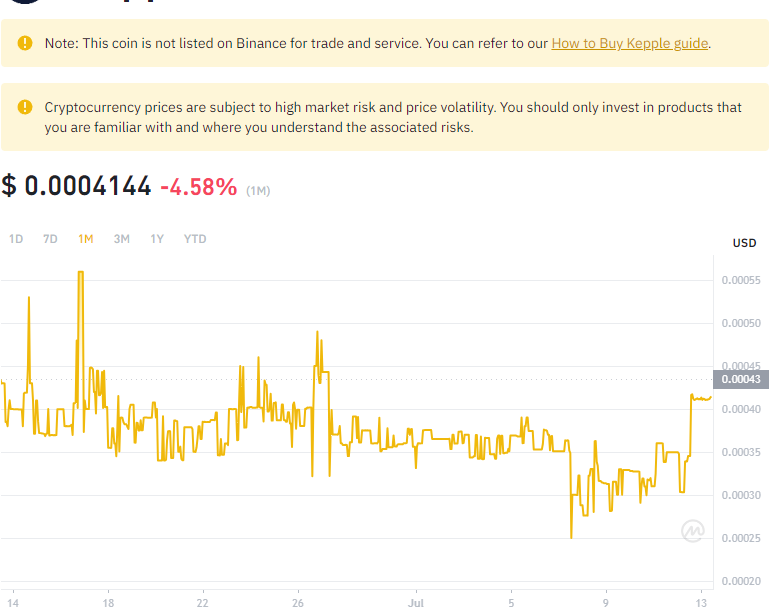 Note: This coin is not listed on Binance for trade and service. You can refer to our How to Buy Kepple guide.
Cryptocurrency prices are subject to high market risk and price volatility. You should only invest in products that
you are familiar with and where you understand the associated risks.
$ 0.0004144 -4.58% (1M)
1D 7D 1M 3M 1Y YTD
USD
0.00055
0.00050
0.00045
0.00043
0.00040
0.00035
0.00030
0.00025
0.00020
14 18 22 26 Jul 5 9 13